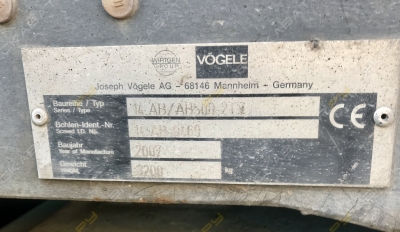 WIRTGEN GROUP
VÖGELE
Joseph Vögele AG – 68146 Mannheim – Germany
Baureihe / Typ
Series / Type
Bohlen-Ident.-Nr.
Screed I.D. No.
Baujahr
Year of Manufacture
2007
Gewicht
3200 kg
CE